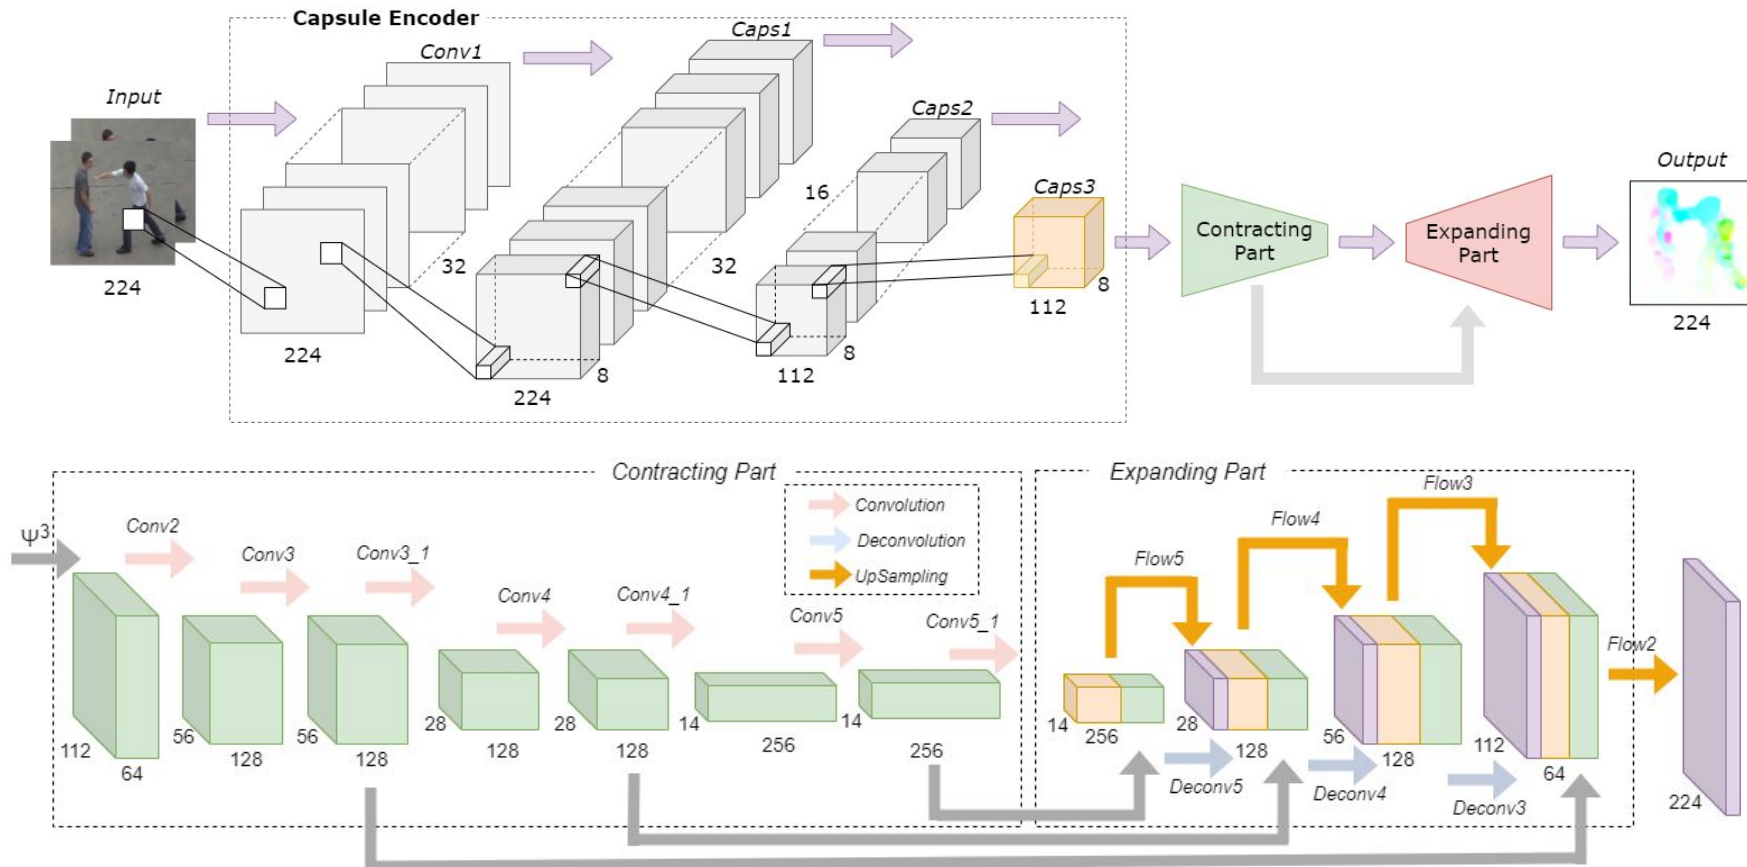 Capsule Encoder
Input
Conv1
Caps1
Caps2
Caps3
Output
224
224
32
224
8
32
112
8
16
112
8
Contracting
Part
Expanding
Part
224
Contracting Part
Ψ³
Conv2
Conv3
Conv3_1
Conv4
Conv4_1
Conv5
Conv5_1
Convolution
Deconvolution
UpSampling
112
64
56
128
56
128
28
128
28
128
14
256
14
256
Expanding Part
Flow5
Flow4
Flow3
Flow2
14
256
28
128
56
128
112
64
224
Deconv5
Deconv4
Deconv3